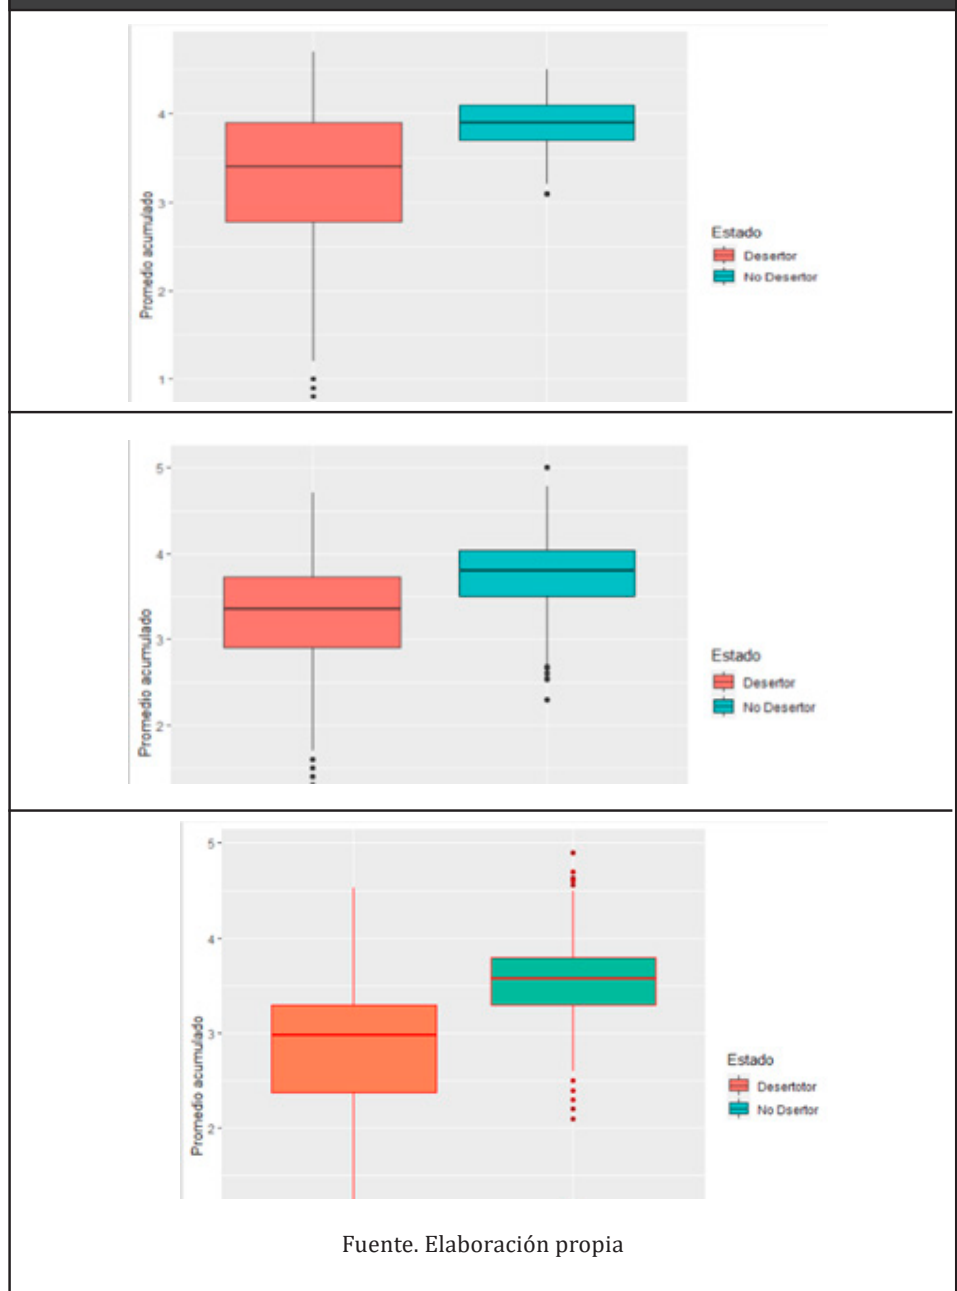 4
3
2
1
Promedio acumulado
Estado
Desertor
No Desertor
5
4
3
2
Promedio acumulado
Estado
Desertor
No Desertor
5
4
3
2
Promedio acumulado
Estado
Desertotor
No Dsertor
Fuente. Elaboración propia